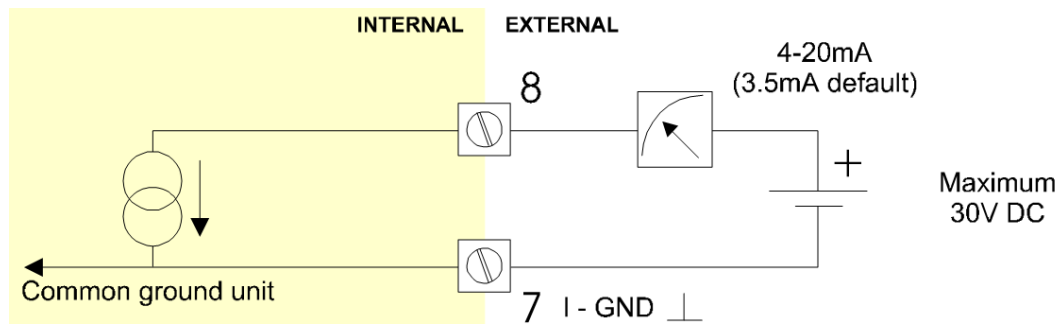 INTERNAL EXTERNAL
8
4-20mA
(3.5mA default)
+
Maximum
30V DC
Common ground unit
7 I - GND